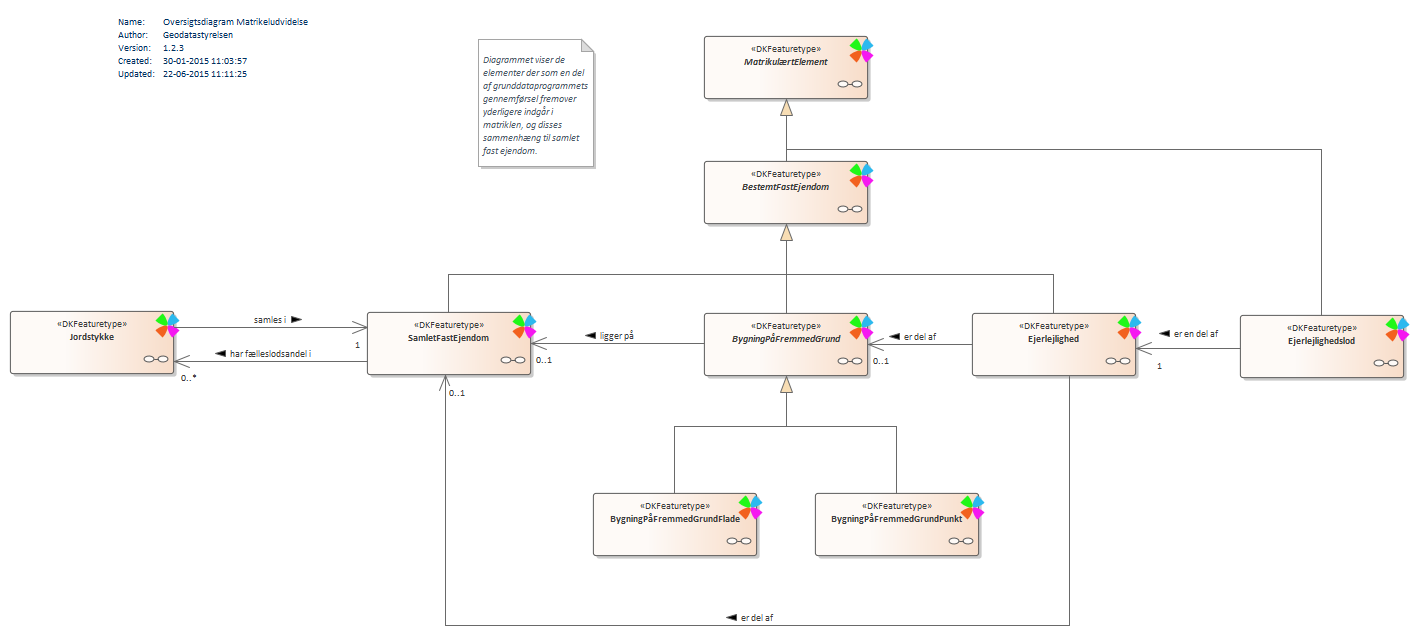 Name: Oversigtsdiagram Matrikeludvidelse
Author: Geodatastyrelsen
Version: 1.2.3
Created: 30-01-2015 11:03:57
Updated: 22-06-2015 11:11:25
Diagrammet viser de
elementer der som en del
af grunddataprogrammets
gennemførsel fremover
yderligere indgår i
matriklen, og disses
sammenhæng til samlet
fast ejendom.
«DKFeaturetype»
MatrikulærtElement
«DKFeaturetype»
BestemtFastEjendom
«DKFeaturetype»
Jordstykke
samles i
1
har fælleslodsandel i
0..*
«DKFeaturetype»
SamletFastEjendom
ligger på
0..1
0..1
«DKFeaturetype»
BygningPåFremmedGrund
er del af
0..1
«DKFeaturetype»
Ejerlejlighed
er en del af
1
«DKFeaturetype»
Ejerlejlighedslod
«DKFeaturetype»
BygningPåFremmedGrundFlade
«DKFeaturetype»
BygningPåFremmedGrundPunkt
er del af